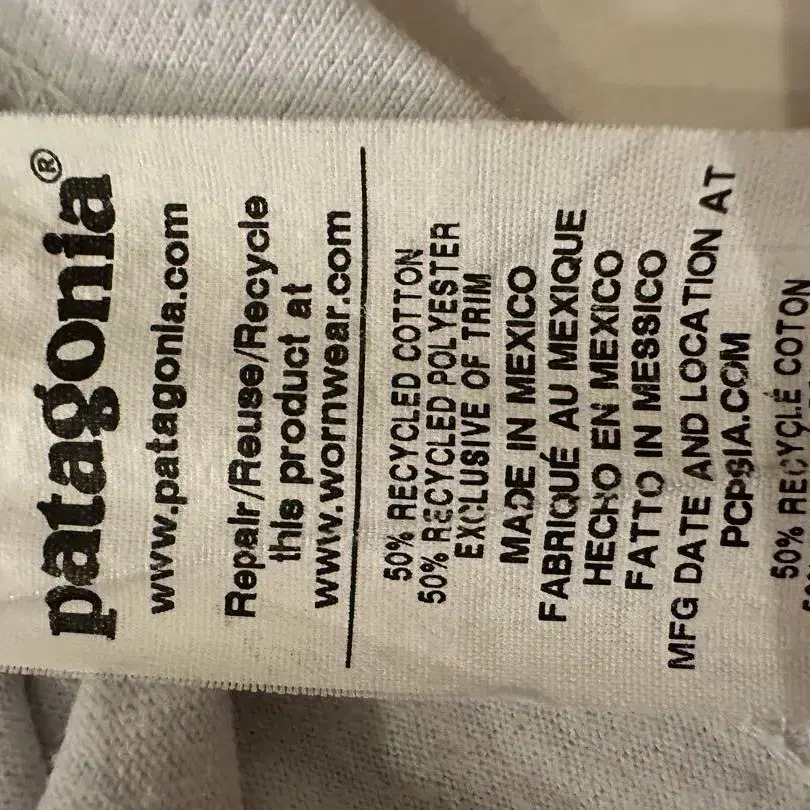 patagonia®
www.patagonia.com
Repair/Reuse/Recycle
this product at
www.wornwear.com
50% RECYCLED COTTON
50% RECYCLED POLYESTER
EXCLUSIVE OF TRIM
MADE IN MEXICO
FABRIQUÉ AU MEXIQUE
HECHO EN MEXICO
FATTO IN MESSICO
MFG DATE AND LOCATION AT
PCPSIA.COM
50% RECYCLÉ COTON